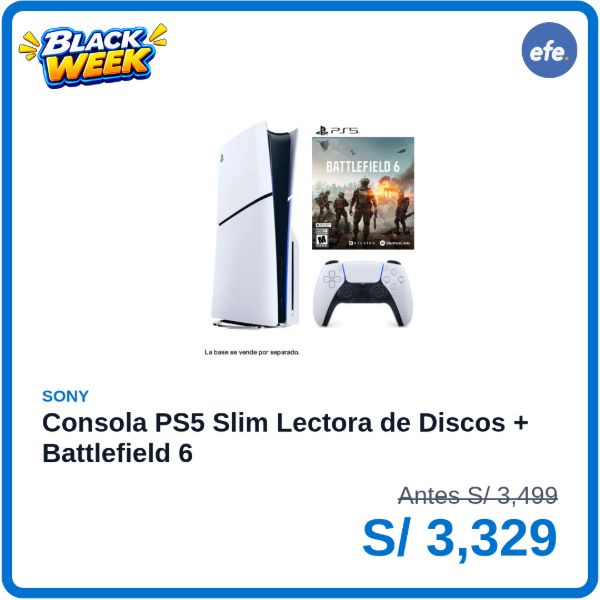 BLACK
WEEK
efe.
PS5
BATTLEFIELD 6
La base se vende por separado.
SONY
Consola PS5 Slim Lectora de Discos +
Battlefield 6
Antes S/ 3,499
S/ 3,329